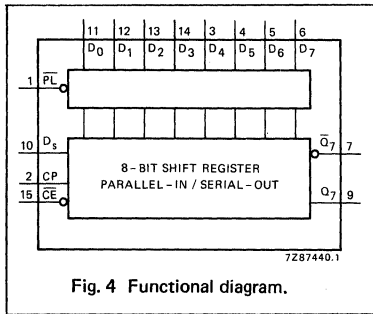 11 12 13 14 3 4 5 6
D0 D1 D2 D3 D4 D5 D6 D7
1 PL
10 Ds
Q7 7
8-BIT SHIFT REGISTER
2 CP
PARALLEL-IN / SERIAL-OUT
15 CE
Q7 9
7Z87440.1
Fig. 4 Functional diagram.